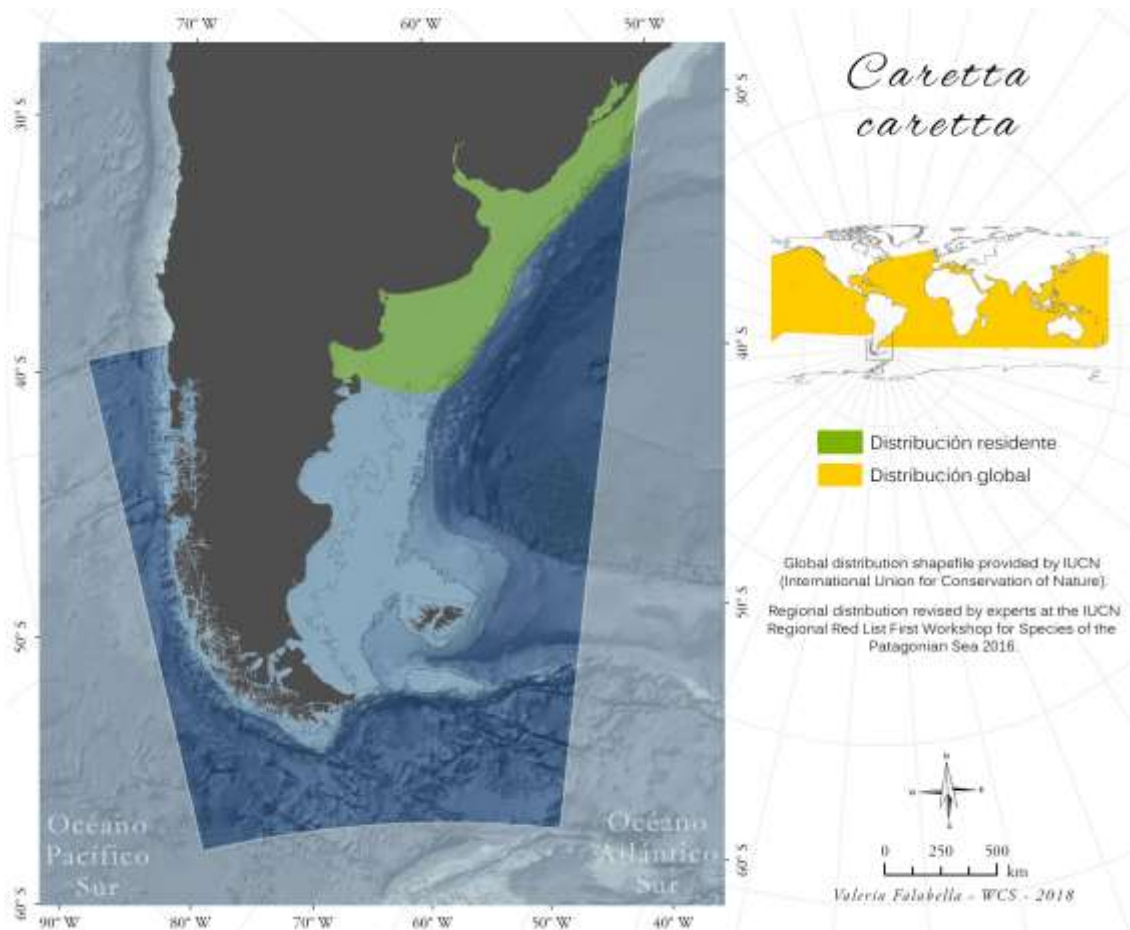 70° W
60° W
50° W
Caretta
caretta
30° S
30° S
40° S
40° S
Distribución residente
Distribución global
Global distribution shapefile provided by IUCN
(International Union for Conservation of Nature).
Regional distribution revised by experts at the IUCN
Regional Red List First Workshop for Species of the
Patagonian Sea 2016.
50° S
50° S
Océano
Pacífico
Sur
Océano
Atlántico
Sur
0 250 500
km
Valeria Falabella - WCS - 2018
60° S
60° S
90° W
80° W
70° W
60° W
50° W
40° W